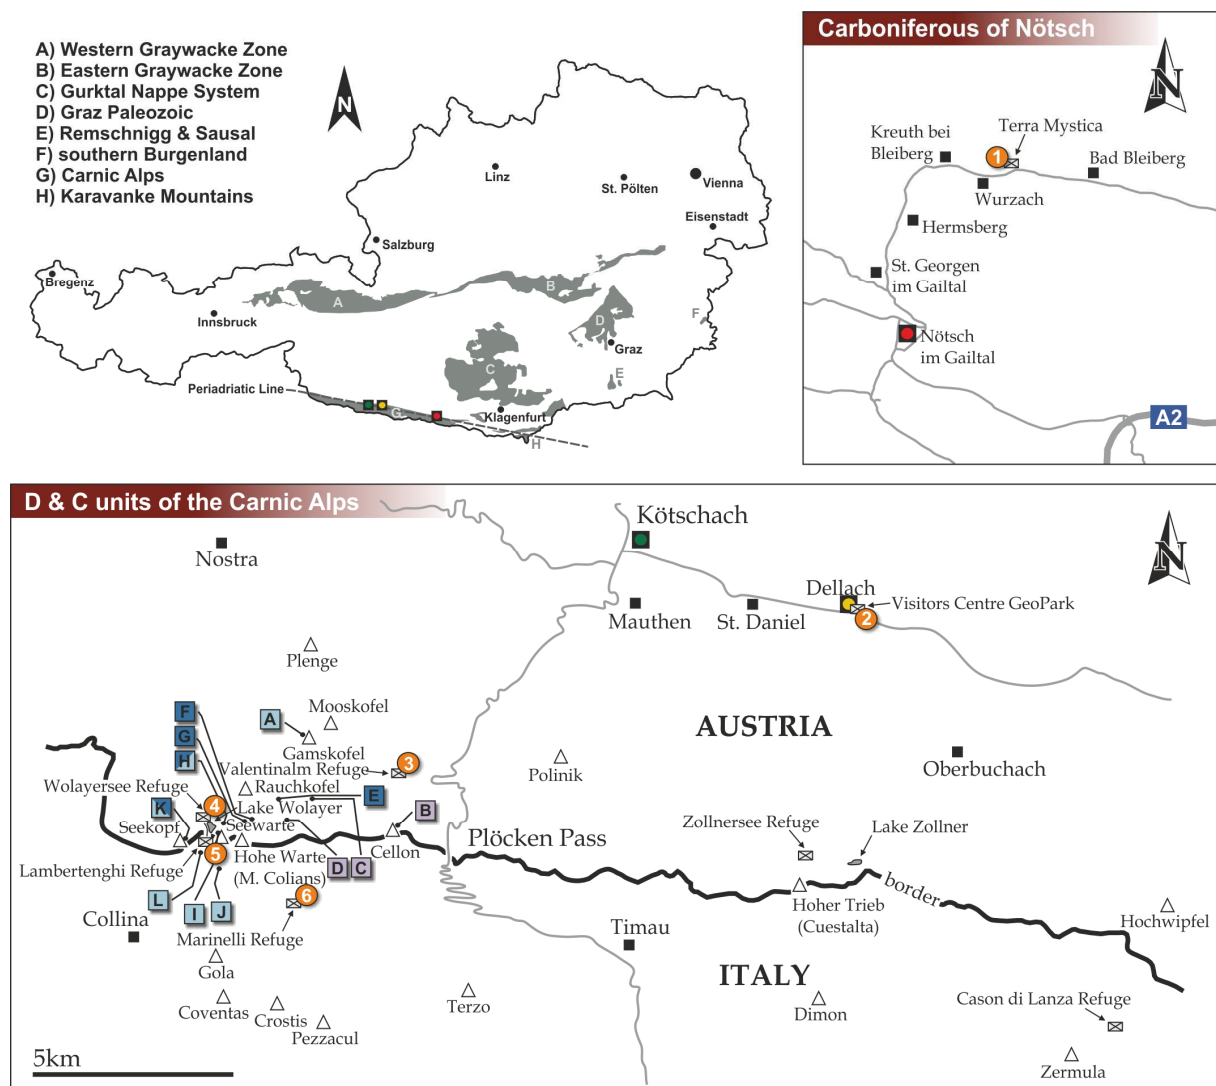 A) Western Graywacke Zone
B) Eastern Graywacke Zone
C) Gurktal Nappe System
D) Graz Paleozoic
E) Remschnigg & Sausal
F) southern Burgenland
G) Carnic Alps
H) Karavanke Mountains
N
Linz
St. Pölten
Vienna
Eisenstadt
Salzburg
Bregenz
Innsbruck
A
B
D
F
Graz
C
E
Periadriatic Line
G
Klagenfurt
H
Carboniferous of Nötsch
N
Kreuth bei
Bleiberg
Terra Mystica
1
Bad Bleiberg
Wurzach
Hermsberg
St. Georgen
im Gailtal
Nötsch
im Gailtal
A2
D & C units of the Carnic Alps
N
Kötschach
Nostra
Dellach
Visitors Centre GeoPark
2
Mauthen
St. Daniel
Plenge
Mooskofel
F
A
G
Gamskofel
H
Valentinalm Refuge
3
AUSTRIA
Polinik
Oberbuchach
Wolayersee Refuge
Rauchkofel
E
K
4
Lake Wolayer
B
Seekopf
Seewarte
Cellon
Plöcken Pass
Zollnersee Refuge
Lake Zollner
5
Hohe Warte
(M. Colians)
Lambertenghi Refuge
D
C
border
L
I
J
6
Hoher Trieb
(Cuestalta)
Hochwipfel
Collina
Marinelli Refuge
Timau
Gola
ITALY
Coventas
Crostis
Pezzacul
Terzo
Dimon
Cason di Lanza Refuge
Zermula
5km